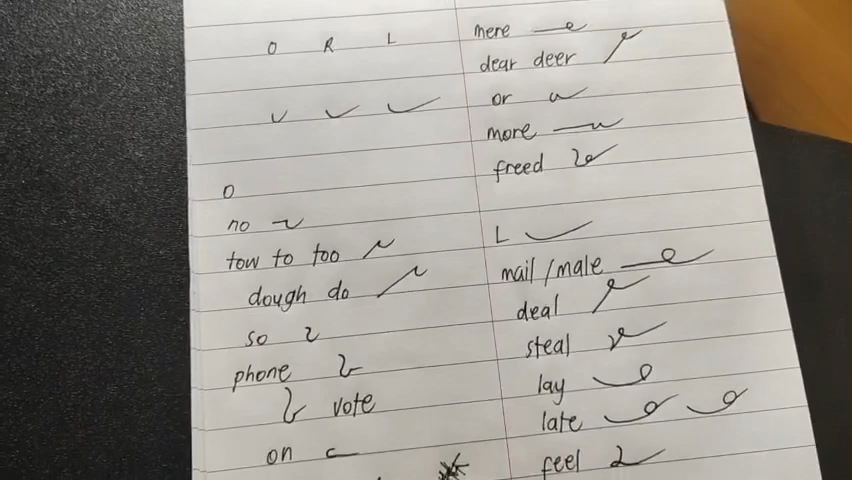 O R L
O
no
tow to too
dough do
so
phone
vote
on
mere
dear deer
or
more
freed
L
mail/male
deal
steal
lay
late
feel